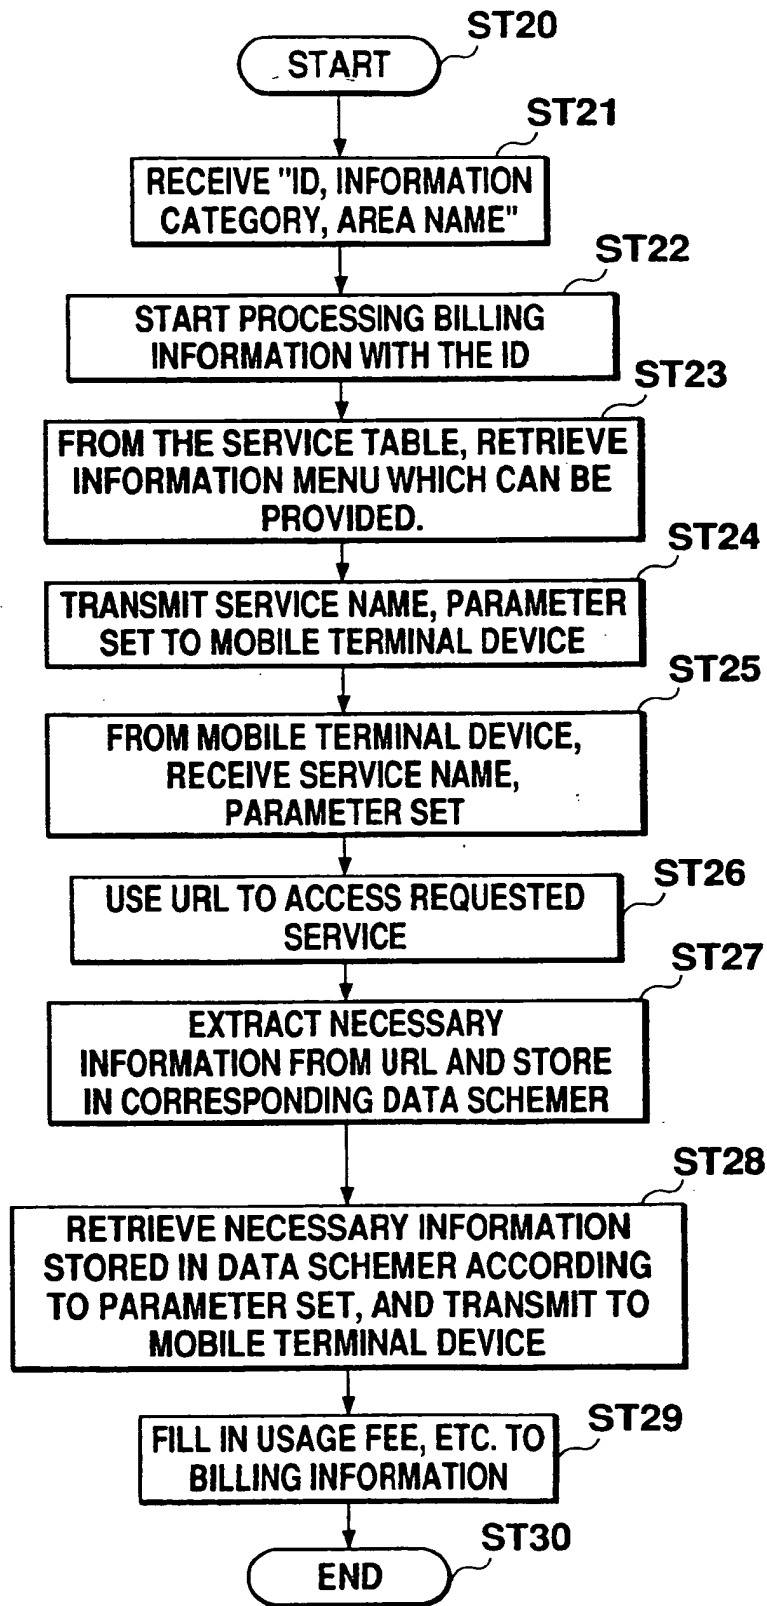 ST20
START
ST21
RECEIVE "ID, INFORMATION
CATEGORY, AREA NAME"
ST22
START PROCESSING BILLING
INFORMATION WITH THE ID
ST23
FROM THE SERVICE TABLE, RETRIEVE
INFORMATION MENU WHICH CAN BE
PROVIDED.
ST24
TRANSMIT SERVICE NAME, PARAMETER
SET TO MOBILE TERMINAL DEVICE
ST25
FROM MOBILE TERMINAL DEVICE,
RECEIVE SERVICE NAME,
PARAMETER SET
ST26
USE URL TO ACCESS REQUESTED
SERVICE
ST27
EXTRACT NECESSARY
INFORMATION FROM URL AND STORE
IN CORRESPONDING DATA SCHEMER
ST28
RETRIEVE NECESSARY INFORMATION
STORED IN DATA SCHEMER ACCORDING
TO PARAMETER SET, AND TRANSMIT TO
MOBILE TERMINAL DEVICE
ST29
FILL IN USAGE FEE, ETC. TO
BILLING INFORMATION
ST30
END